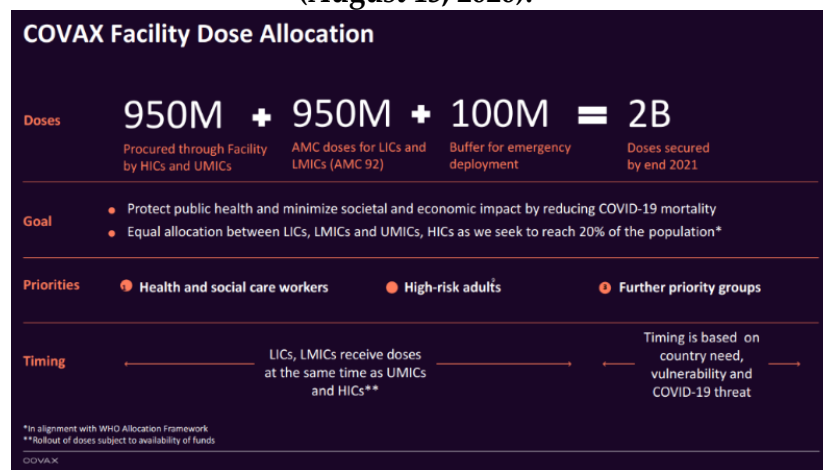 (August 13, 2020).
COVAX Facility Dose Allocation
Doses
950M + 950M + 100M = 2B
Procured through Facility
by HICs and UMICs
AMC doses for LICs and
LMICs (AMC 92)
Buffer for emergency
deployment
Doses secured
by end 2021
Goal
• Protect public health and minimize societal and economic impact by reducing COVID-19 mortality
• Equal allocation between LICs, LMICs and UMICs, HICs as we seek to reach 20% of the population*
Priorities
1 Health and social care workers
2 High-risk adults
3 Further priority groups
Timing
LICs, LMICs receive doses
at the same time as UMICs
and HICs**
Timing is based on
country need,
vulnerability and
COVID-19 threat
*In alignment with WHO Allocation Framework
**Rollout of doses subject to availability of funds
COVAX